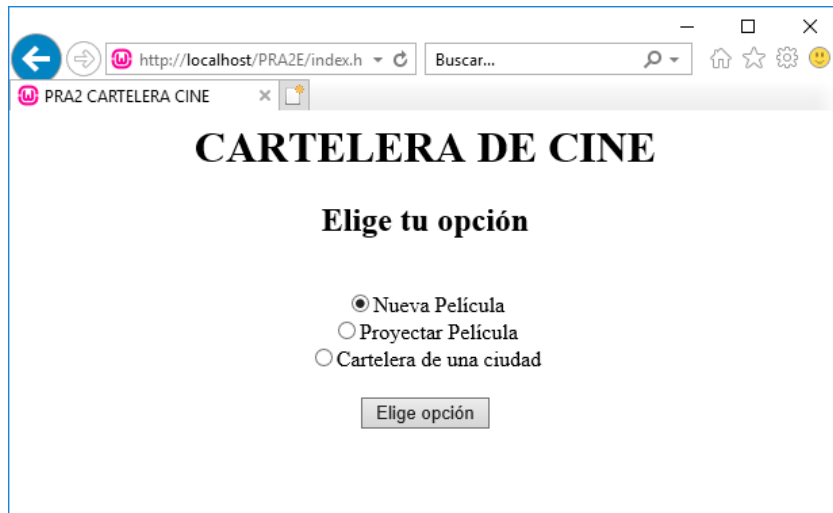 http://localhost/PRA2E/index.h
Buscar...
PRA2 CARTELERA CINE
CARTELERA DE CINE
Elige tu opción
Nueva Película
Proyectar Película
Cartelera de una ciudad
Elige opción